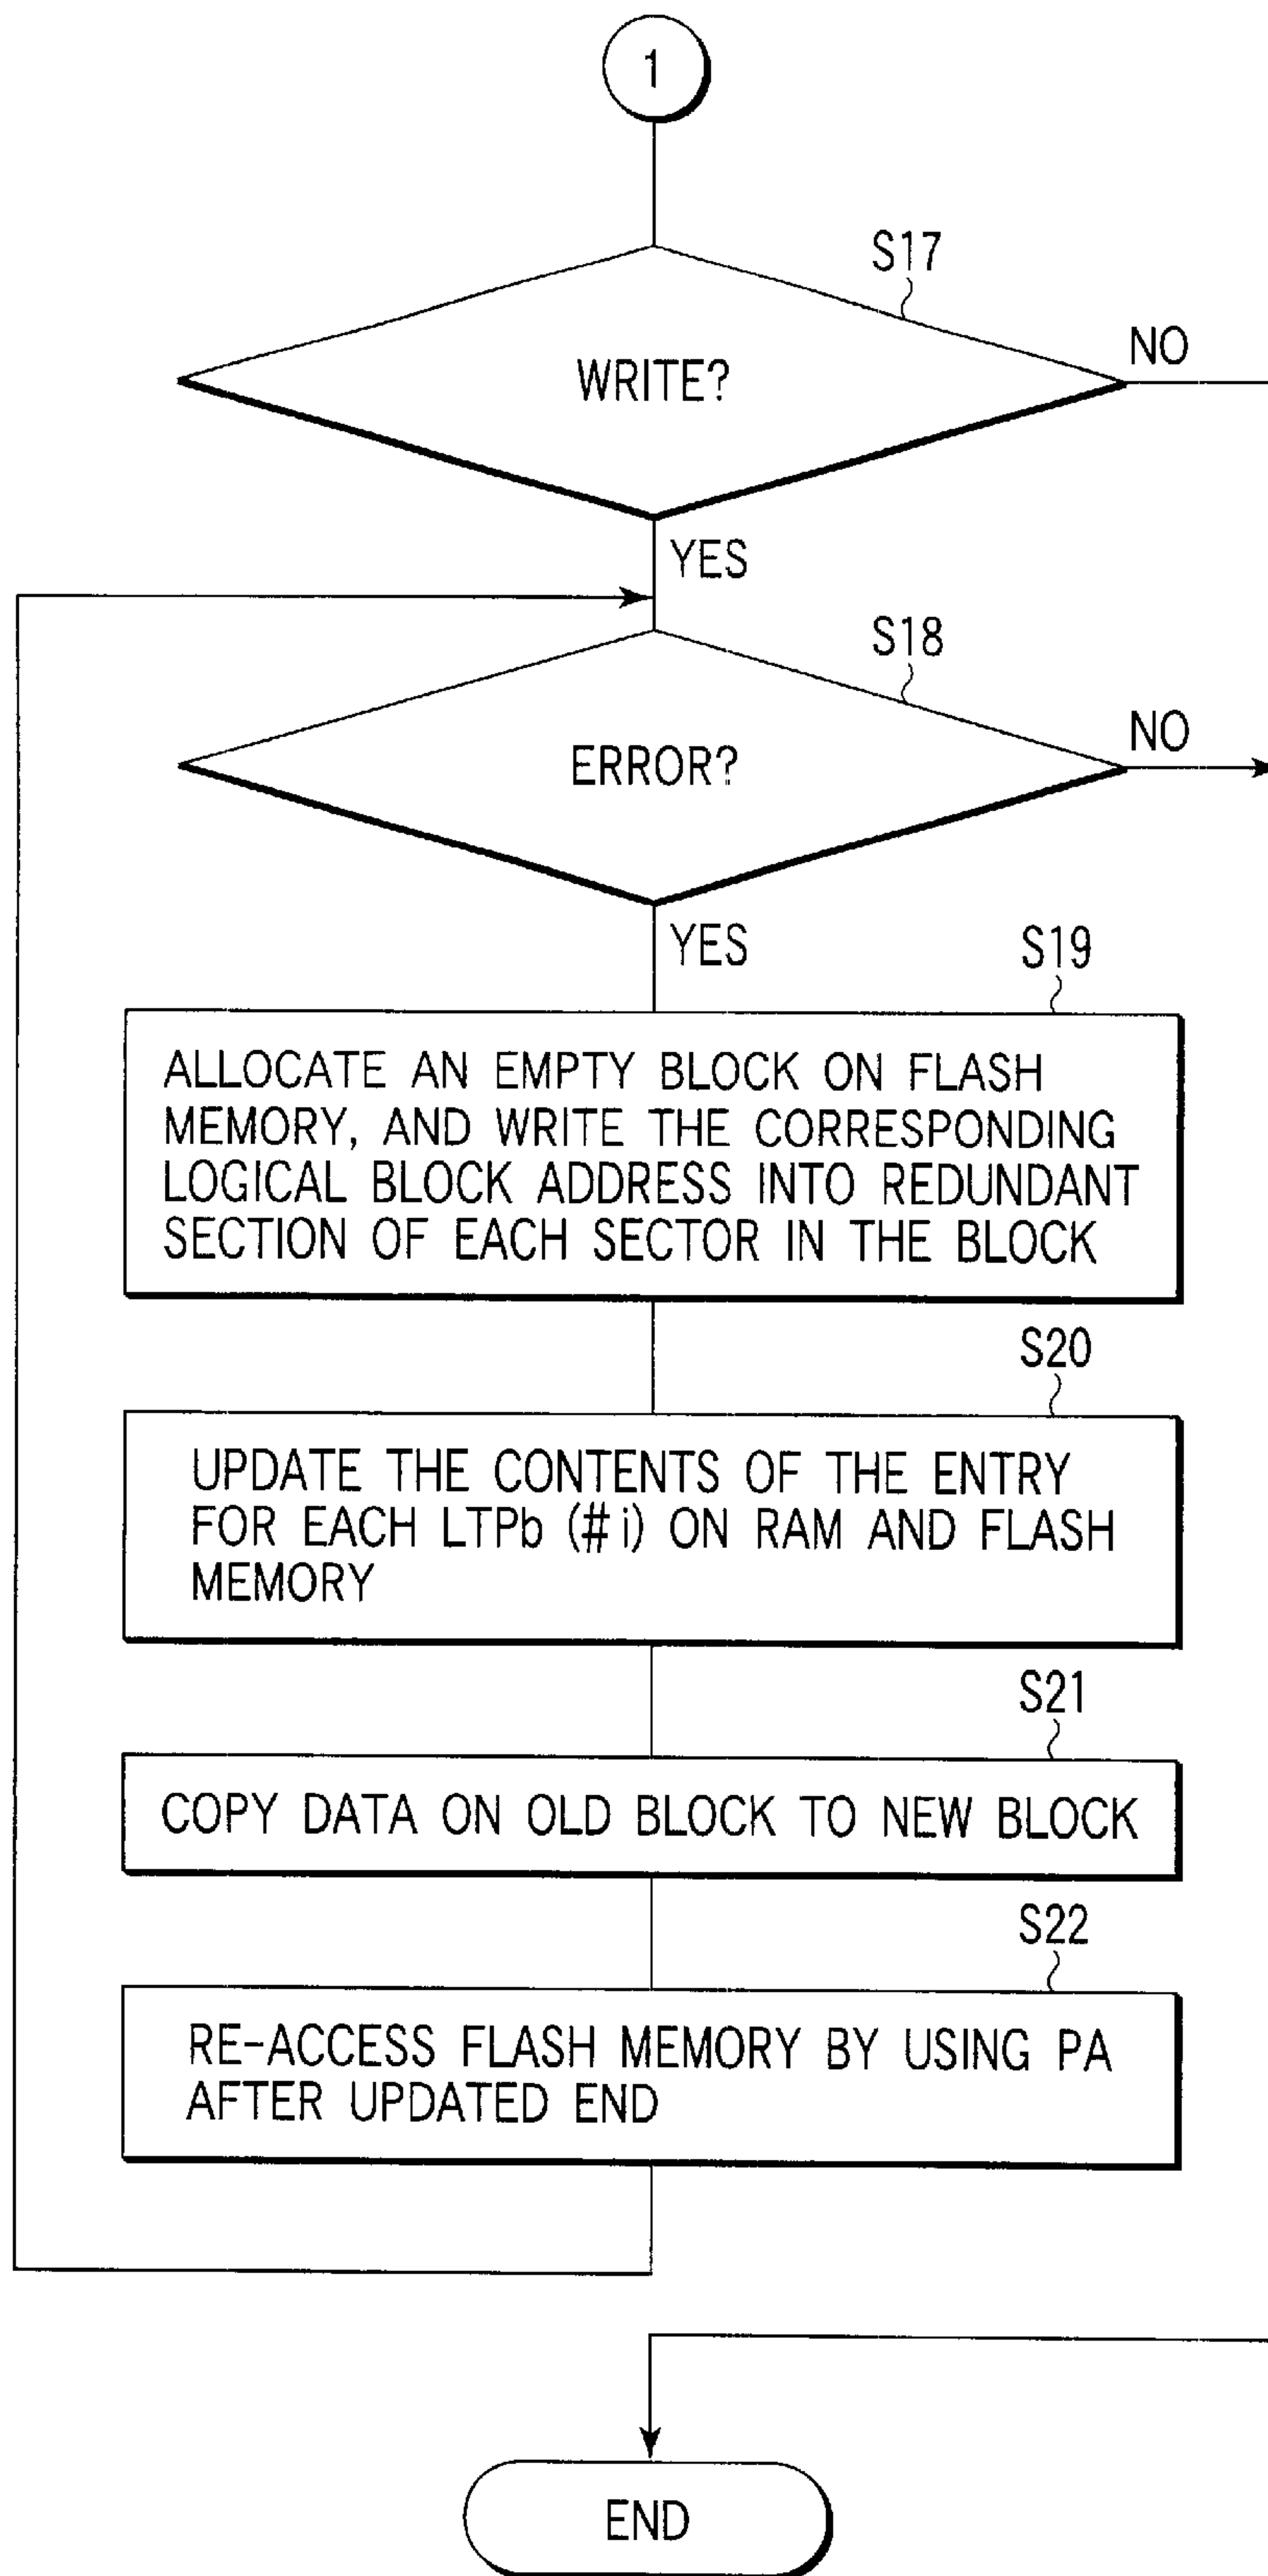 1
S17
WRITE?
NO
YES
S18
ERROR?
NO
YES
S19
ALLOCATE AN EMPTY BLOCK ON FLASH
MEMORY, AND WRITE THE CORRESPONDING
LOGICAL BLOCK ADDRESS INTO REDUNDANT
SECTION OF EACH SECTOR IN THE BLOCK
S20
UPDATE THE CONTENTS OF THE ENTRY
FOR EACH LTPb (#i) ON RAM AND FLASH
MEMORY
S21
COPY DATA ON OLD BLOCK TO NEW BLOCK
S22
RE-ACCESS FLASH MEMORY BY USING PA
AFTER UPDATED END
END